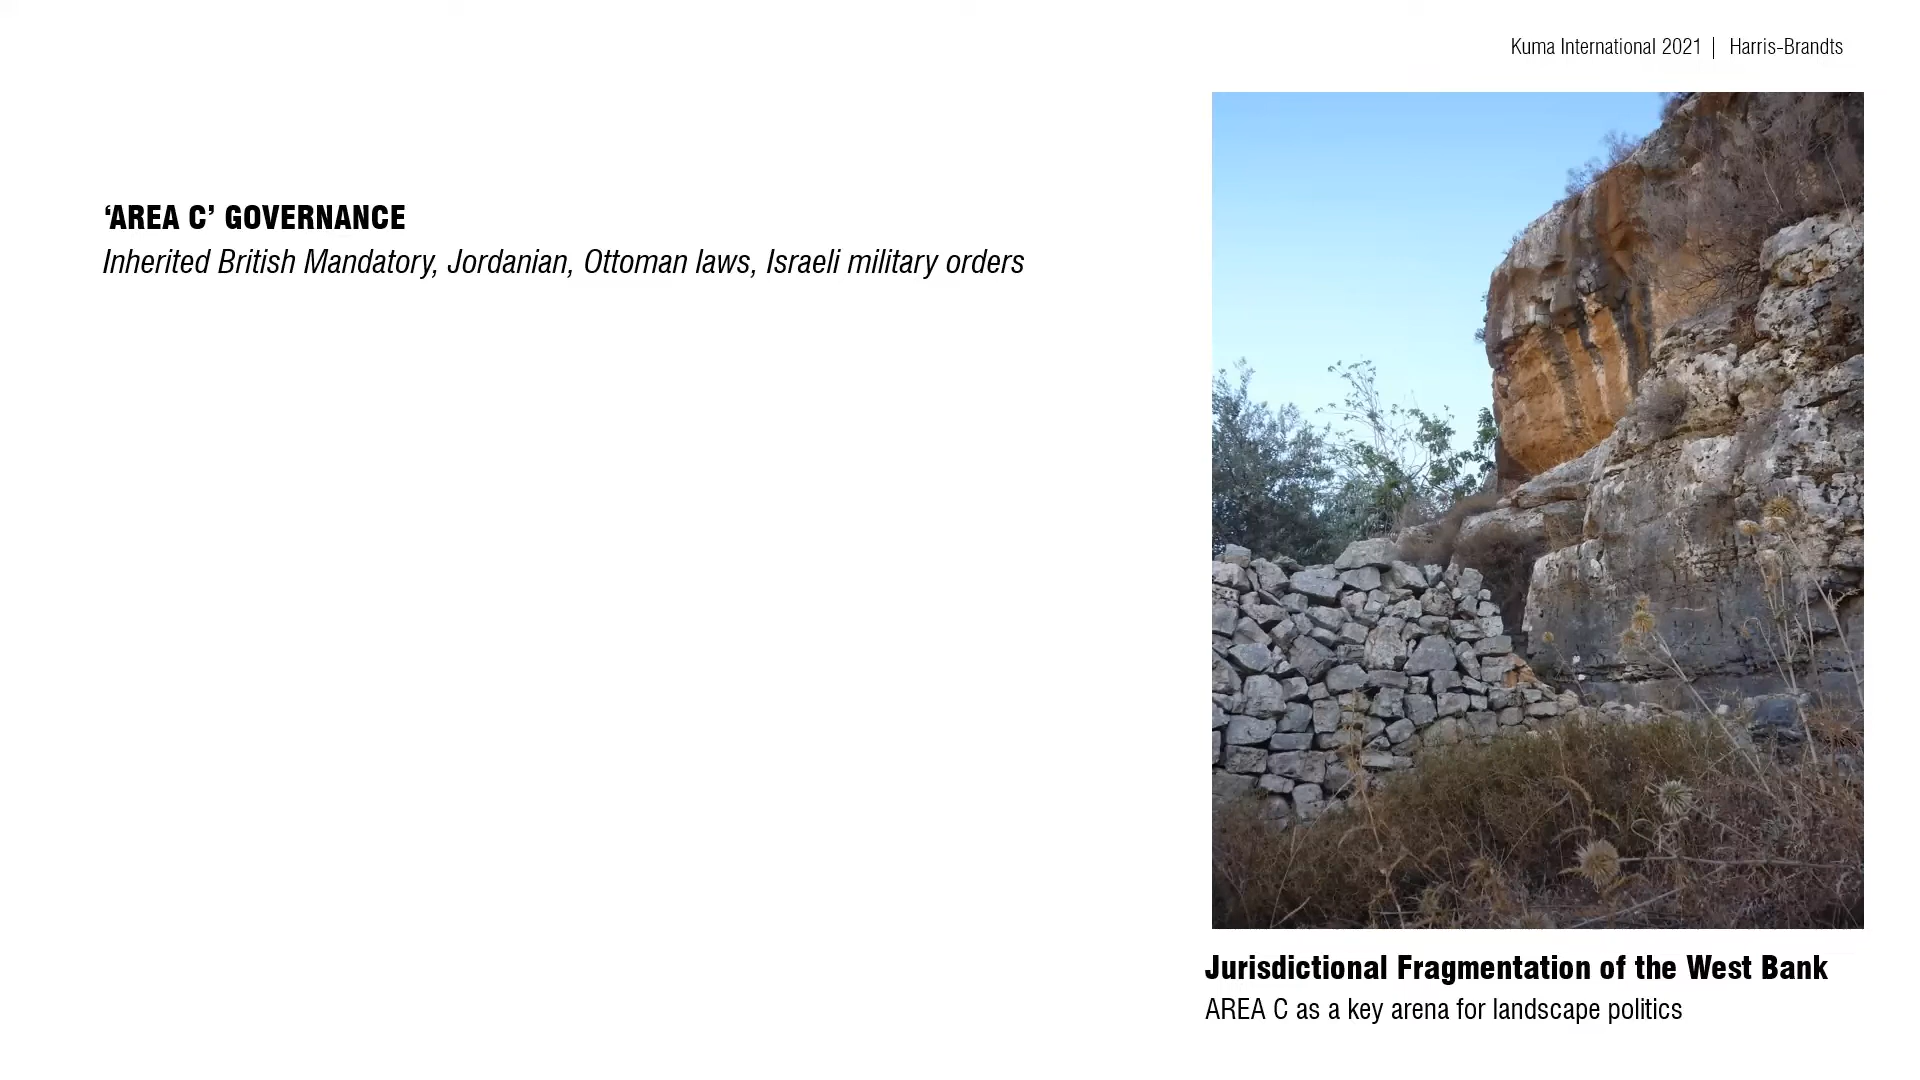 Kuma International 2021 | Harris-Brandts
‘AREA C’ GOVERNANCE
Inherited British Mandatory, Jordanian, Ottoman laws, Israeli military orders
Jurisdictional Fragmentation of the West Bank
AREA C as a key arena for landscape politics